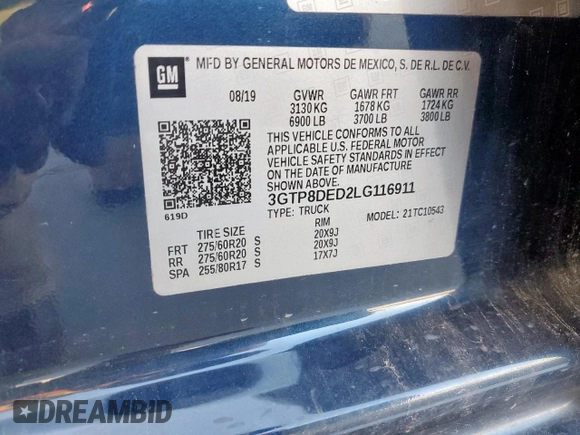 GM
MFD BY GENERAL MOTORS DE MEXICO, S. DE R.L. DE C.V.
08/19 GVWR GAWR FRT GAWR RR
3130 KG 1678 KG 1724 KG
6900 LB 3700 LB 3800 LB
THIS VEHICLE CONFORMS TO ALL
APPLICABLE U.S. FEDERAL MOTOR
VEHICLE SAFETY STANDARDS IN EFFECT
ON THE DATE OF MANUFACTURE
SHOWN ABOVE.
619D
3GTP8DED2LG116911
TYPE: TRUCK MODEL: 21TC10543
TIRE SIZE RIM
FRT 275/60R20 S 20X9J
RR 275/60R20 S 20X9J
SPA 255/80R17 S 17X7J
DREAMBID